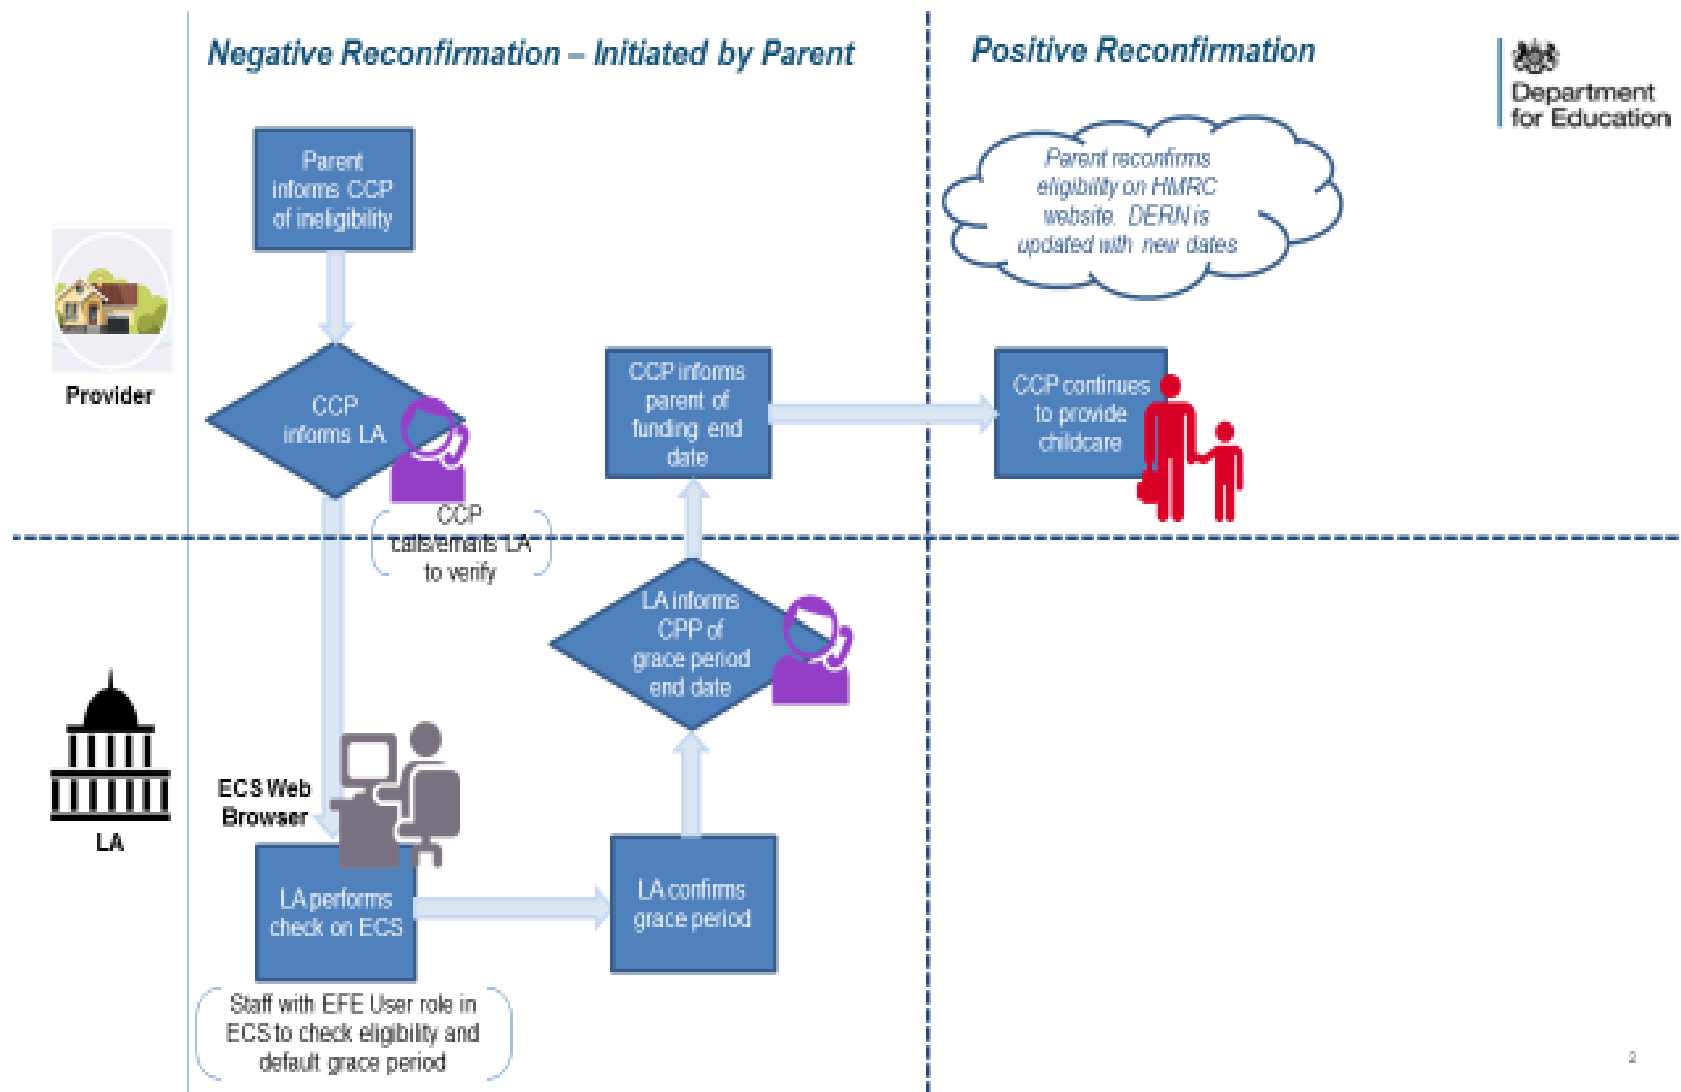 Negative Reconfirmation – Initiated by Parent
Positive Reconfirmation
Department
for Education
Parent
informs CCP
of ineligibility
Parent reconfirms
eligibility on HMRC
website. DERN is
updated with new dates
Provider
CCP
informs LA
CCP informs
parent of
funding end
date
CCP continues
to provide
childcare
CCP
calls/emails LA
to verify
LA informs
CPP of
grace period
end date
LA
ECS Web
Browser
LA performs
check on ECS
LA confirms
grace period
Staff with EFE User role in
ECS to check eligibility and
default grace period
2